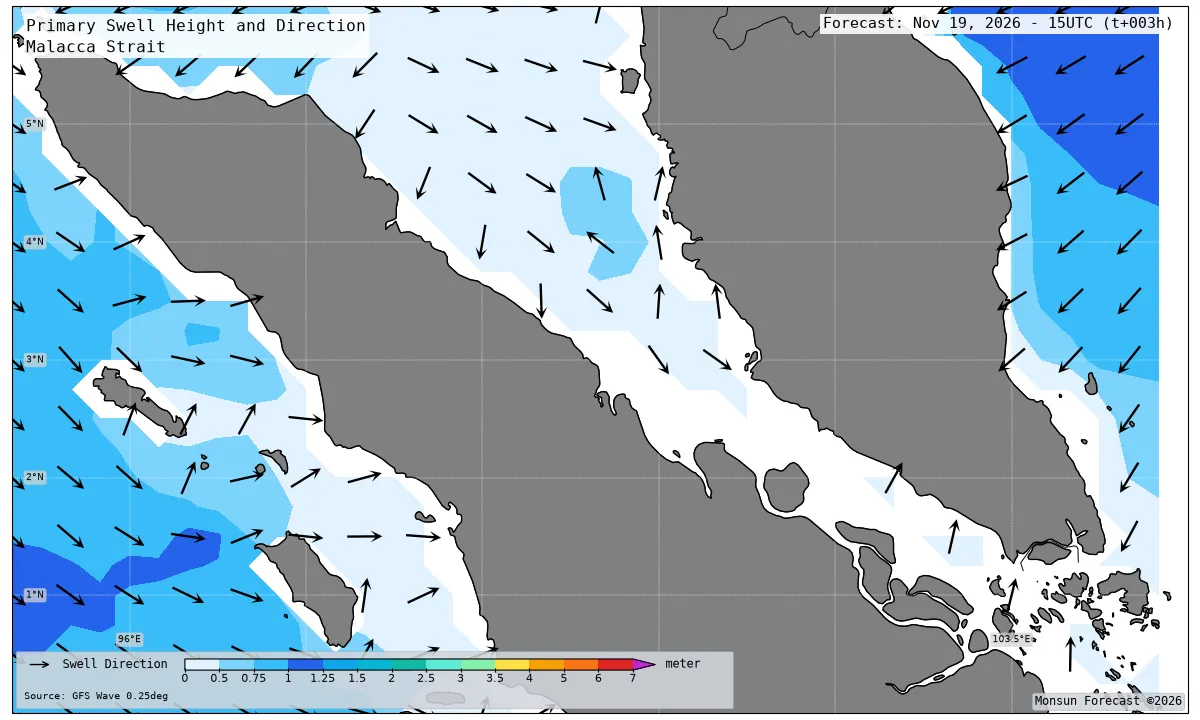 Primary Swell Height and Direction
Malacca Strait
Forecast: Nov 19, 2026 - 15UTC (t+003h)
5°N
4°N
3°N
2°N
1°N
96°E
103.5°E
Swell Direction
meter
0 0.5 0.75 1 1.25 1.5 2 2.5 3 3.5 4 5 6 7
Source: GFS Wave 0.25deg
Monsun Forecast ©2026